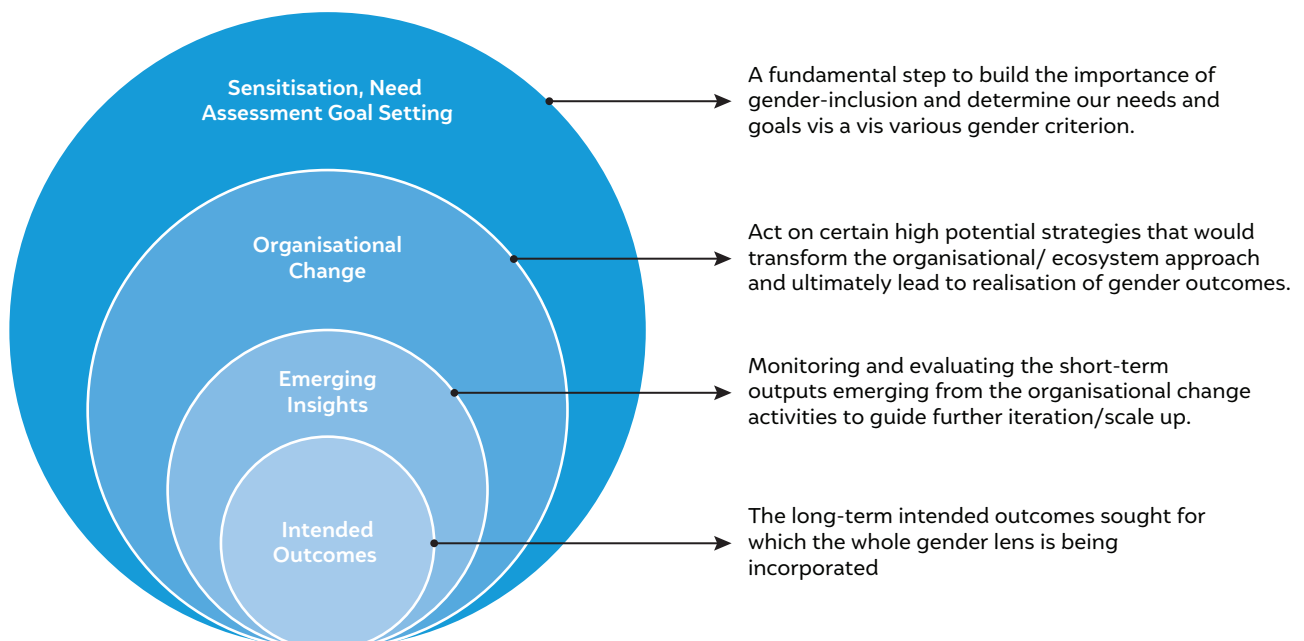 Sensitisation, Need
Assessment Goal Setting
A fundamental step to build the importance of
gender-inclusion and determine our needs and
goals vis a vis various gender criterion.
Organisational
Change
Act on certain high potential strategies that would
transform the organisational/ ecosystem approach
and ultimately lead to realisation of gender outcomes.
Emerging
Insights
Monitoring and evaluating the short-term
outputs emerging from the organisational change
activities to guide further iteration/scale up.
Intended
Outcomes
The long-term intended outcomes sought for
which the whole gender lens is being
incorporated